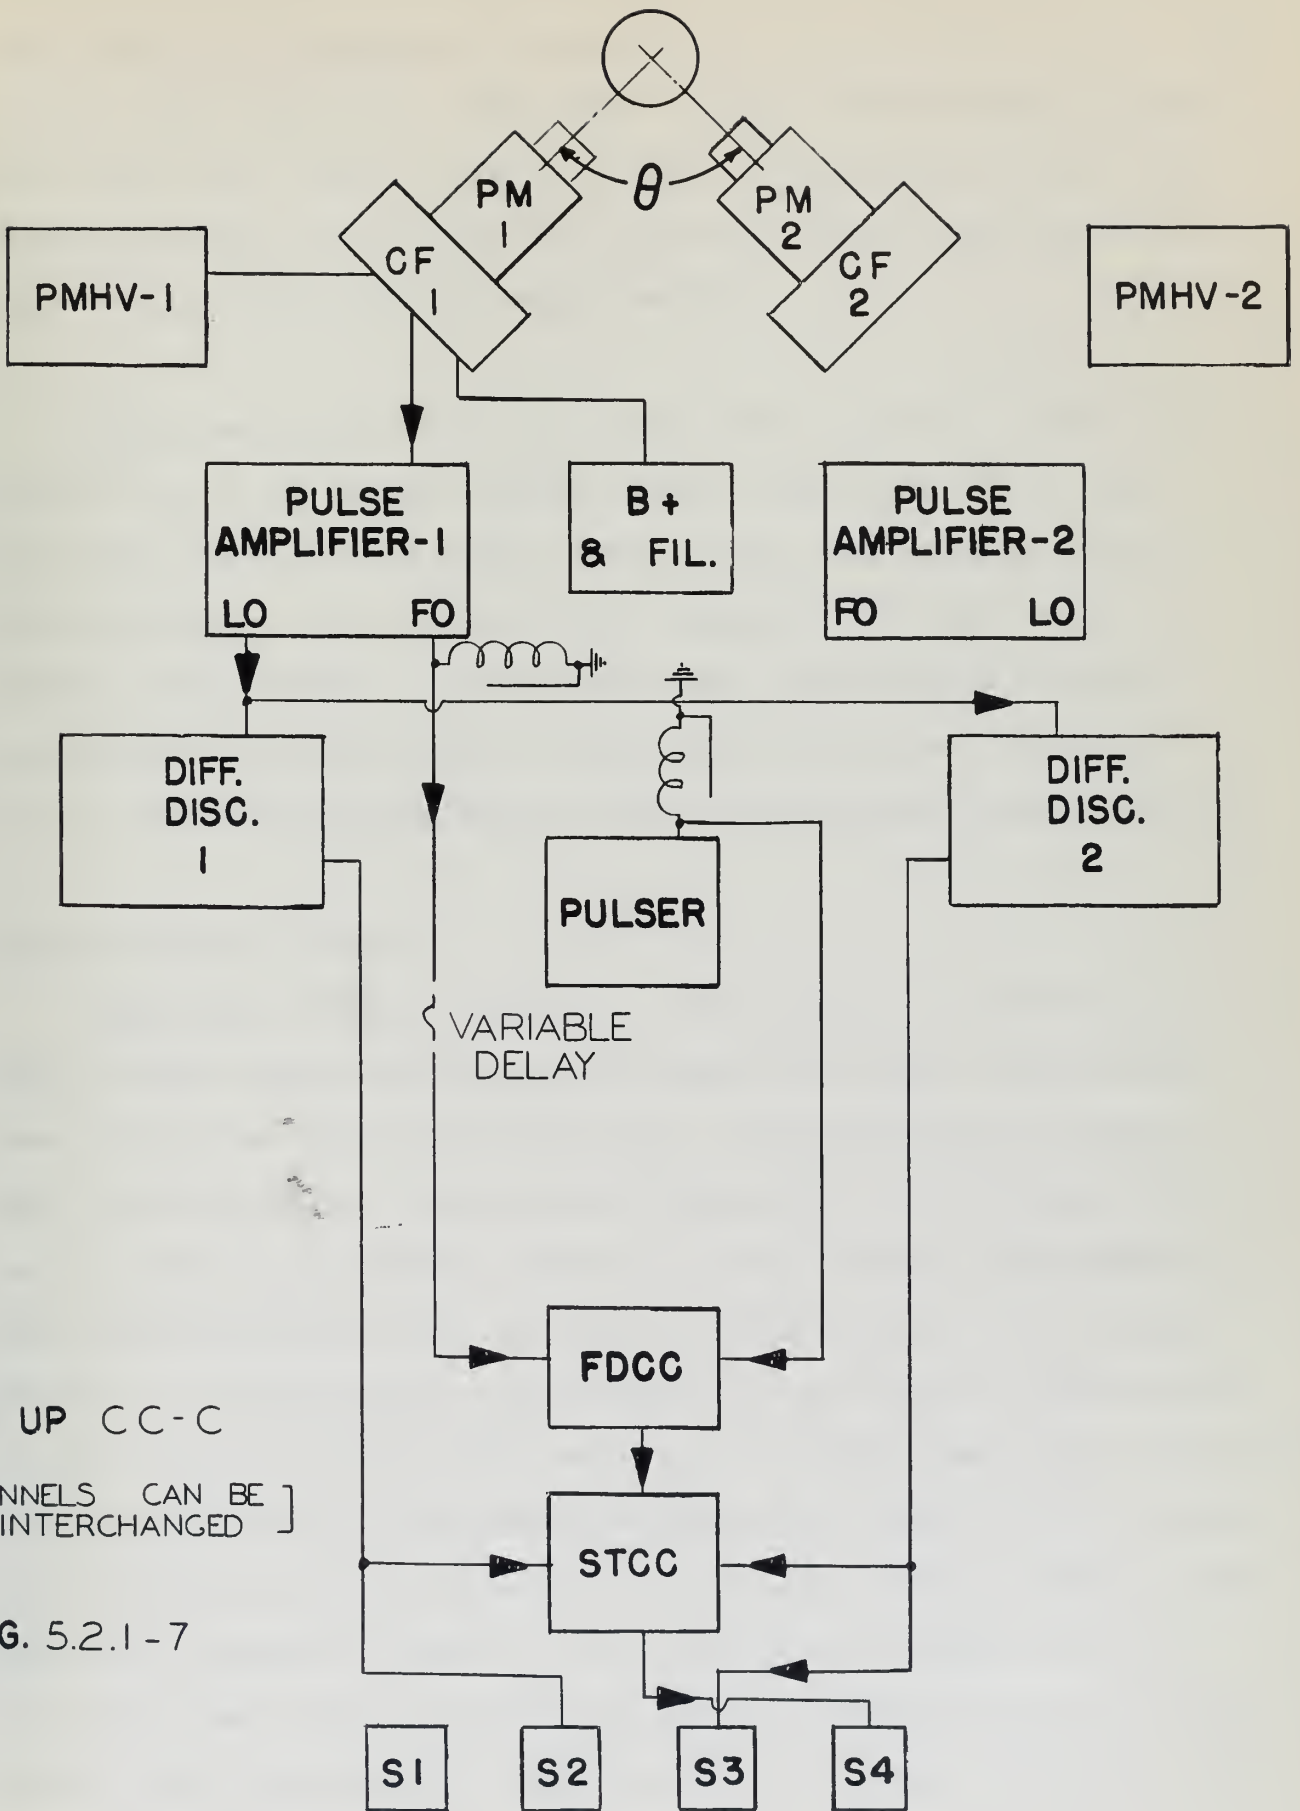 θ
PM
1
PM
2
CF
1
CF
2
PMHV-1
PMHV-2
PULSE
AMPLIFIER-1
LO FO
B+
& FIL.
PULSE
AMPLIFIER-2
FO LO
DIFF.
DISC.
1
PULSER
DIFF.
DISC.
2
VARIABLE
DELAY
FDCC
UP CC-C
NNELS CAN BE ]
INTERCHANGED
STCC
G. 5.2.1-7
S1
S2
S3
S4